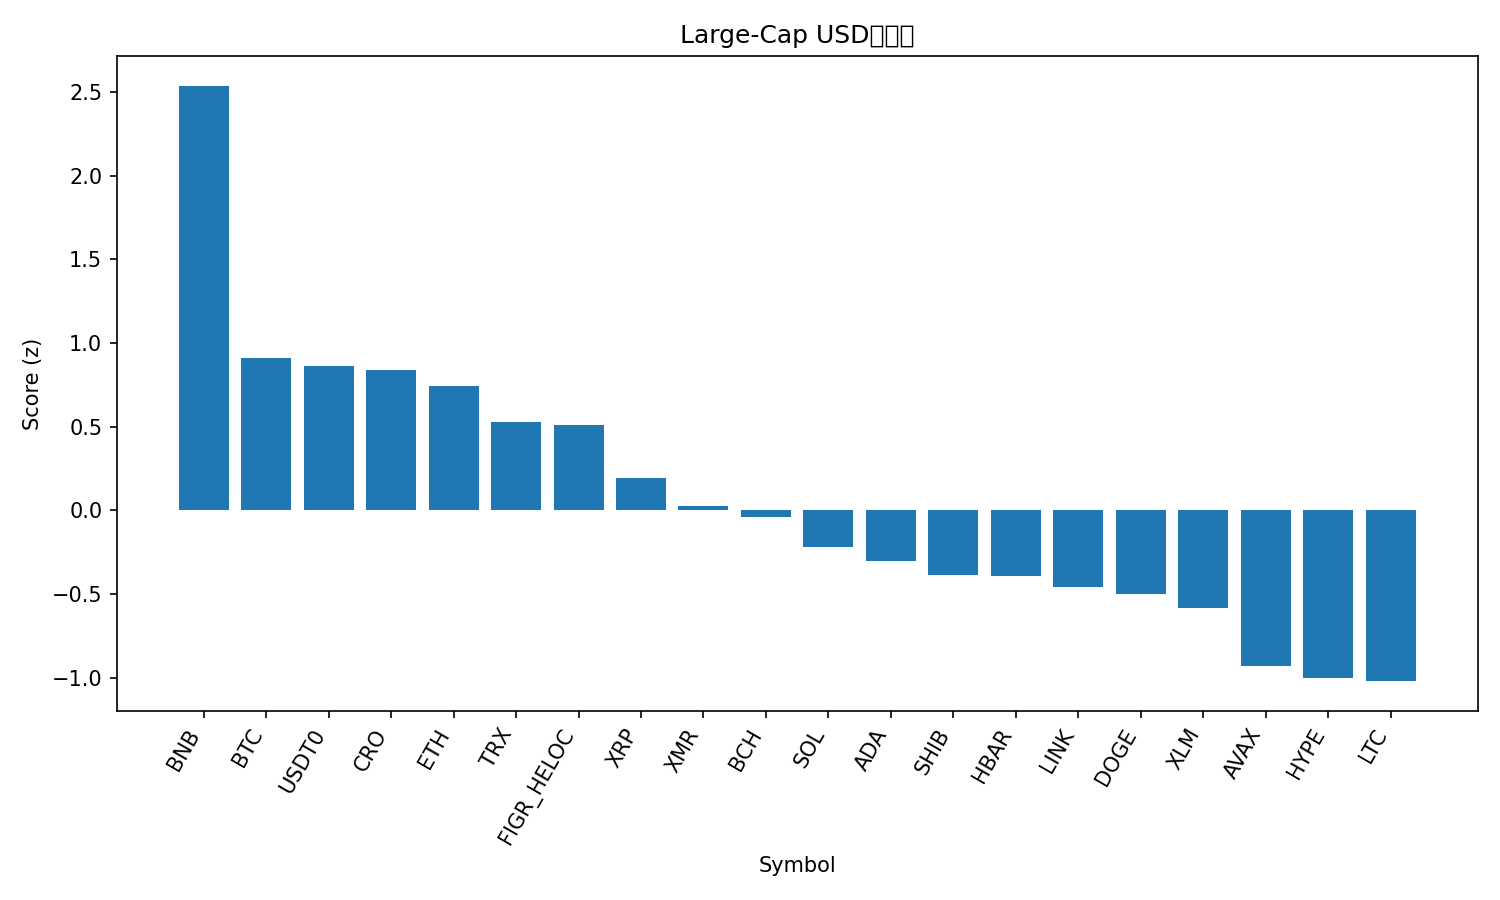 Large-Cap USD
2.5
2.0
1.5
1.0
0.5
0.0
−0.5
−1.0
Score (z)
BNB
BTC
USDT0
CRO
ETH
TRX
FIGR_HELOC
XRP
XMR
BCH
SOL
ADA
SHIB
HBAR
LINK
DOGE
XLM
AVAX
HYPE
LTC
Symbol